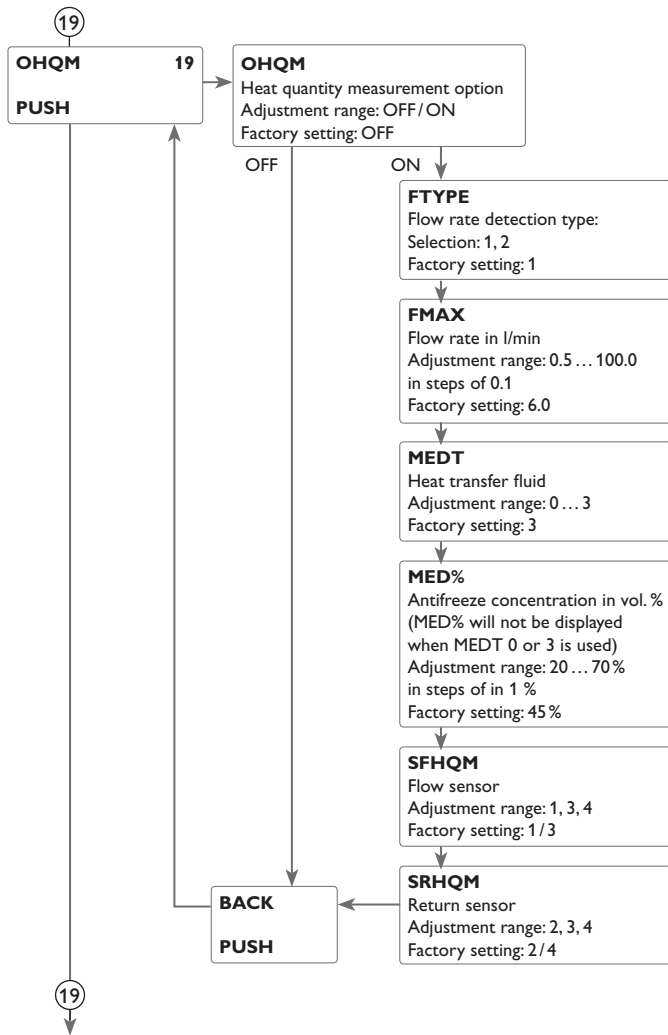 19
OHQM 19
PUSH
OHQM
Heat quantity measurement option
Adjustment range: OFF/ON
Factory setting: OFF
OFF
ON
FTYPE
Flow rate detection type:
Selection: 1, 2
Factory setting: 1
FMAX
Flow rate in l/min
Adjustment range: 0.5 ... 100.0
in steps of 0.1
Factory setting: 6.0
MEDT
Heat transfer fluid
Adjustment range: 0 ... 3
Factory setting: 3
MED%
Antifreeze concentration in vol. %
(MED% will not be displayed
when MEDT 0 or 3 is used)
Adjustment range: 20 ... 70%
in steps of in 1 %
Factory setting: 45%
SFHQM
Flow sensor
Adjustment range: 1, 3, 4
Factory setting: 1/3
SRHQM
Return sensor
Adjustment range: 2, 3, 4
Factory setting: 2/4
BACK
PUSH
19